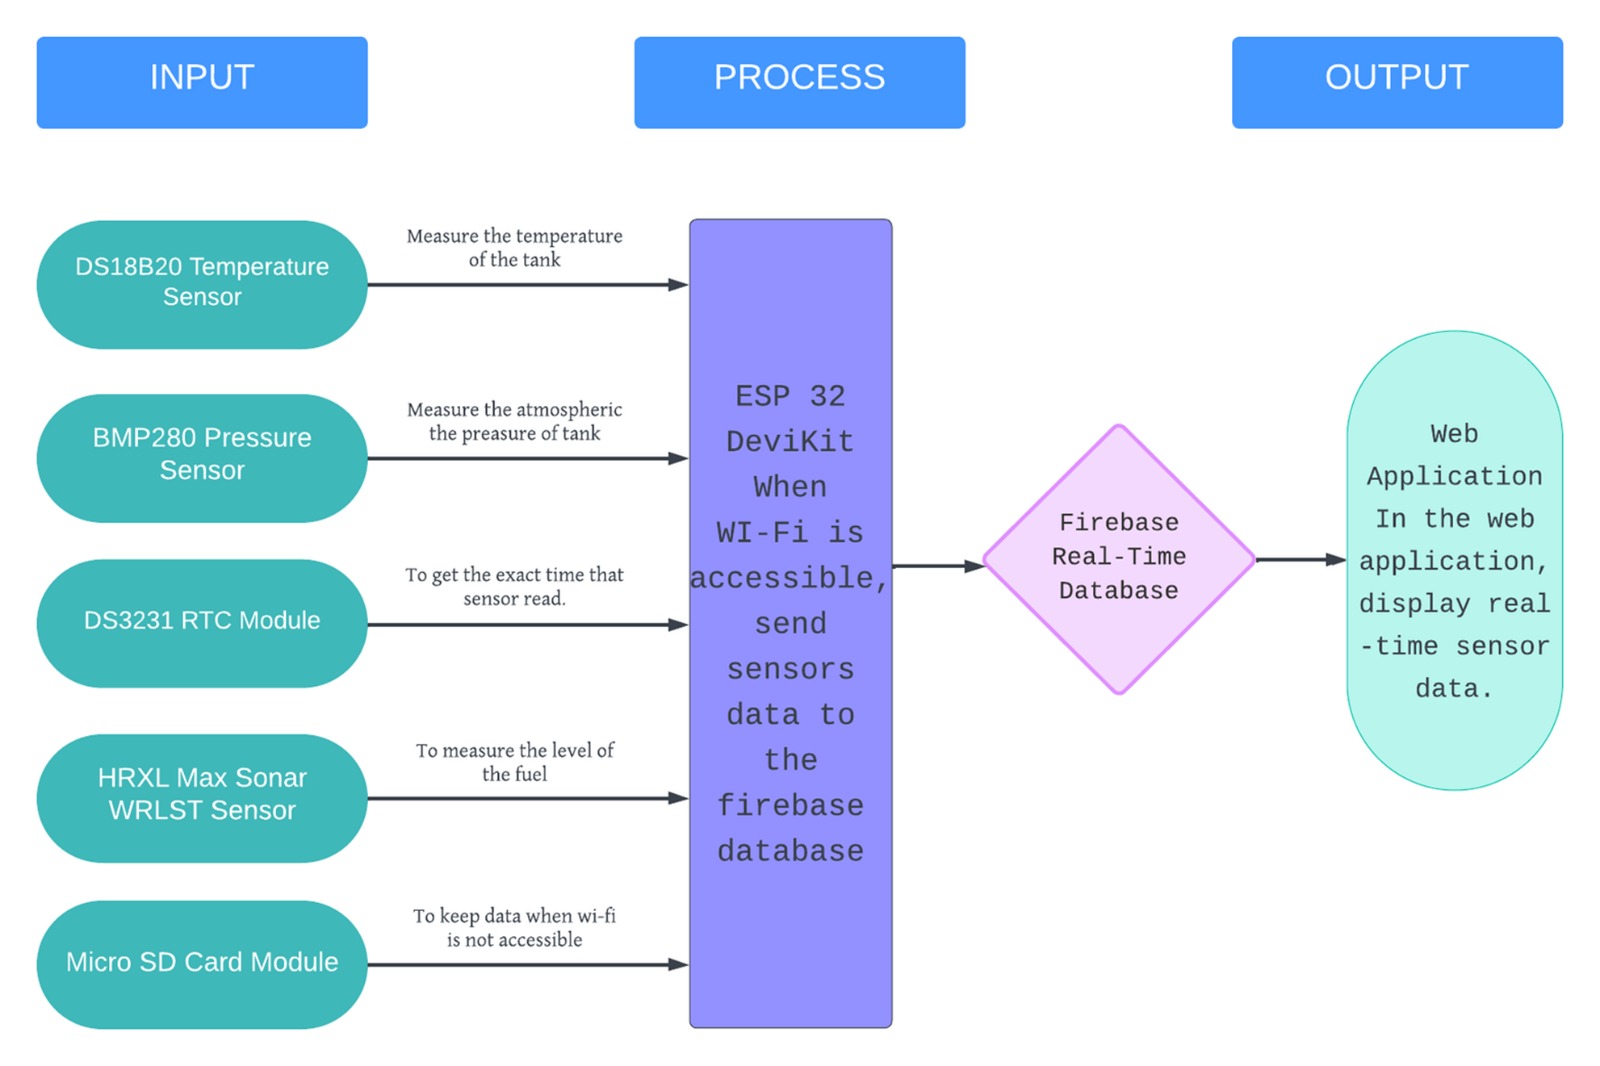 INPUT
PROCESS
OUTPUT
DS18B20 Temperature
Sensor
Measure the temperature
of the tank
BMP280 Pressure
Sensor
Measure the atmospheric
the preasure of tank
DS3231 RTC Module
To get the exact time that
sensor read.
HRXL Max Sonar
WRLST Sensor
To measure the level of
the fuel
Micro SD Card Module
To keep data when wi-fi
is not accessible
ESP 32
DeviKit
When
WI-Fi is
accessible,
send
sensors
data to
the
firebase
database
Firebase
Real-Time
Database
Web
Application
In the web
application,
display real
-time sensor
data.